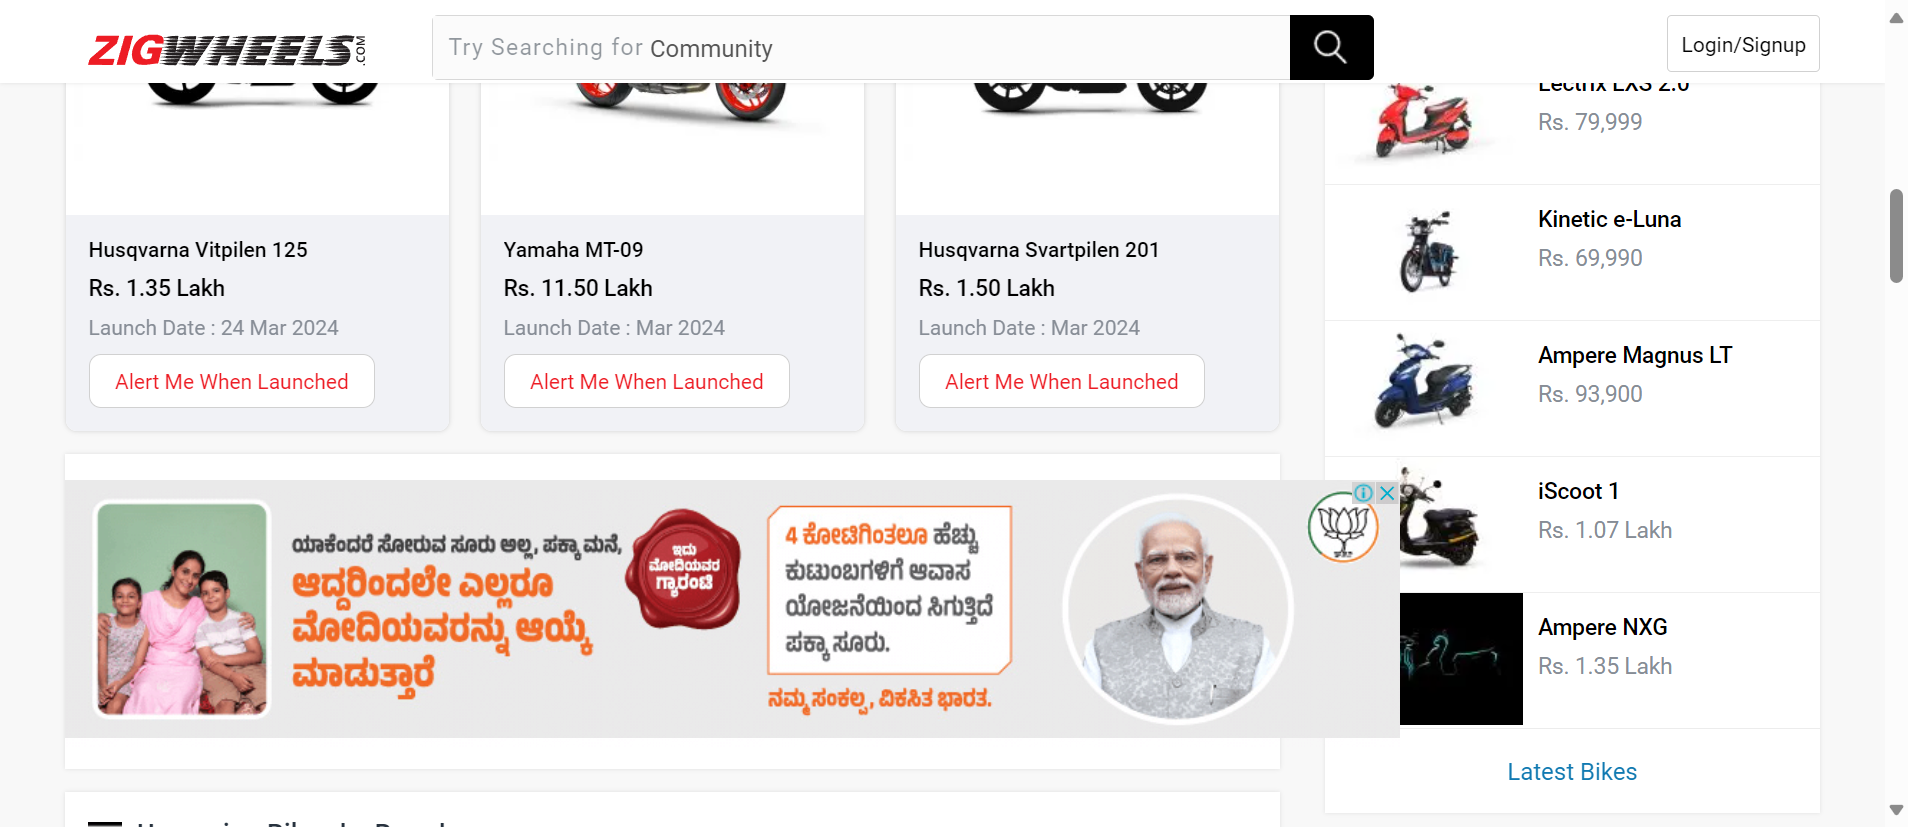 ZIGWHEELS.COM
Try Searching for Community
Login/Signup
Husqvarna Vitpilen 125
Rs. 1.35 Lakh
Launch Date : 24 Mar 2024
Alert Me When Launched
Yamaha MT-09
Rs. 11.50 Lakh
Launch Date : Mar 2024
Alert Me When Launched
Husqvarna Svartpilen 201
Rs. 1.50 Lakh
Launch Date : Mar 2024
Alert Me When Launched
ಯಾಕೆಂದರೆ ಸೋರುವ ಸೂರು ಅಲ್ಲ, ಪಕ್ಕಾ ಮನೆ,
ಆದ್ದರಿಂದಲೇ ಎಲ್ಲರೂ
ಮೋದಿಯವರನ್ನು ಆಯ್ಕೆ
ಮಾಡುತ್ತಾರೆ
ಇದು
ಮೋದಿಯವರ
ಗ್ಯಾರಂಟಿ
4 ಕೋಟಿಗಿಂತಲೂ ಹೆಚ್ಚು
ಕುಟುಂಬಗಳಿಗೆ ಆವಾಸ
ಯೋಜನೆಯಿಂದ ಸಿಗುತ್ತಿದೆ
ಪಕ್ಕಾ ಸೂರು.
ನಮ್ಮ ಸಂಕಲ್ಪ, ವಿಕಸಿತ ಭಾರತ.
Lectrix LXS 2.0
Rs. 79,999
Kinetic e-Luna
Rs. 69,990
Ampere Magnus LT
Rs. 93,900
iScoot 1
Rs. 1.07 Lakh
Ampere NXG
Rs. 1.35 Lakh
Latest Bikes